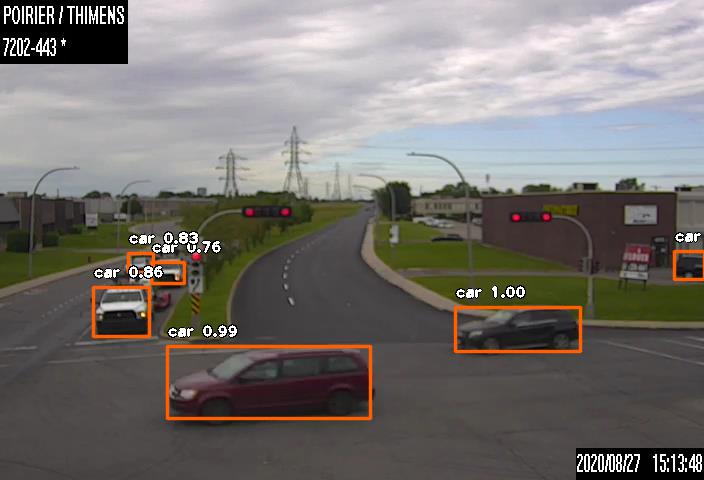 POIRIER / THIMENS
7202-443 *
car 0.83
car 0.76
car
car 0.86
car 1.00
car 0.99
2020/08/27 15:13:48